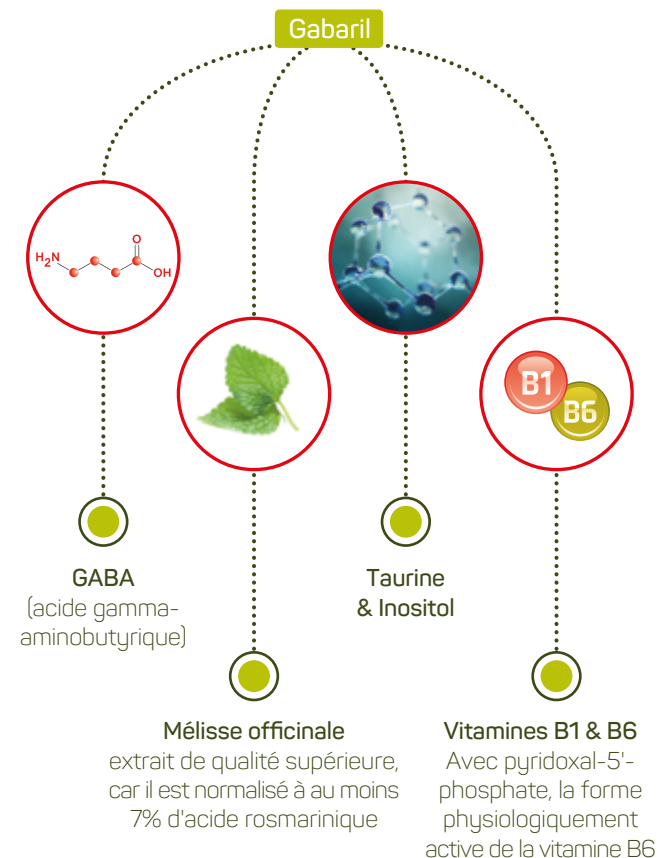 Gabaril
H₂N
O
OH
B1
B6
GABA
(acide gamma-
aminobutyrique)
Taurine
& Inositol
Mélisse officinale
extrait de qualité supérieure,
car il est normalisé à au moins
7% d'acide rosmarinique
Vitamines B1 & B6
Avec pyridoxal-5'-
phosphate, la forme
physiologiquement
active de la vitamine B6